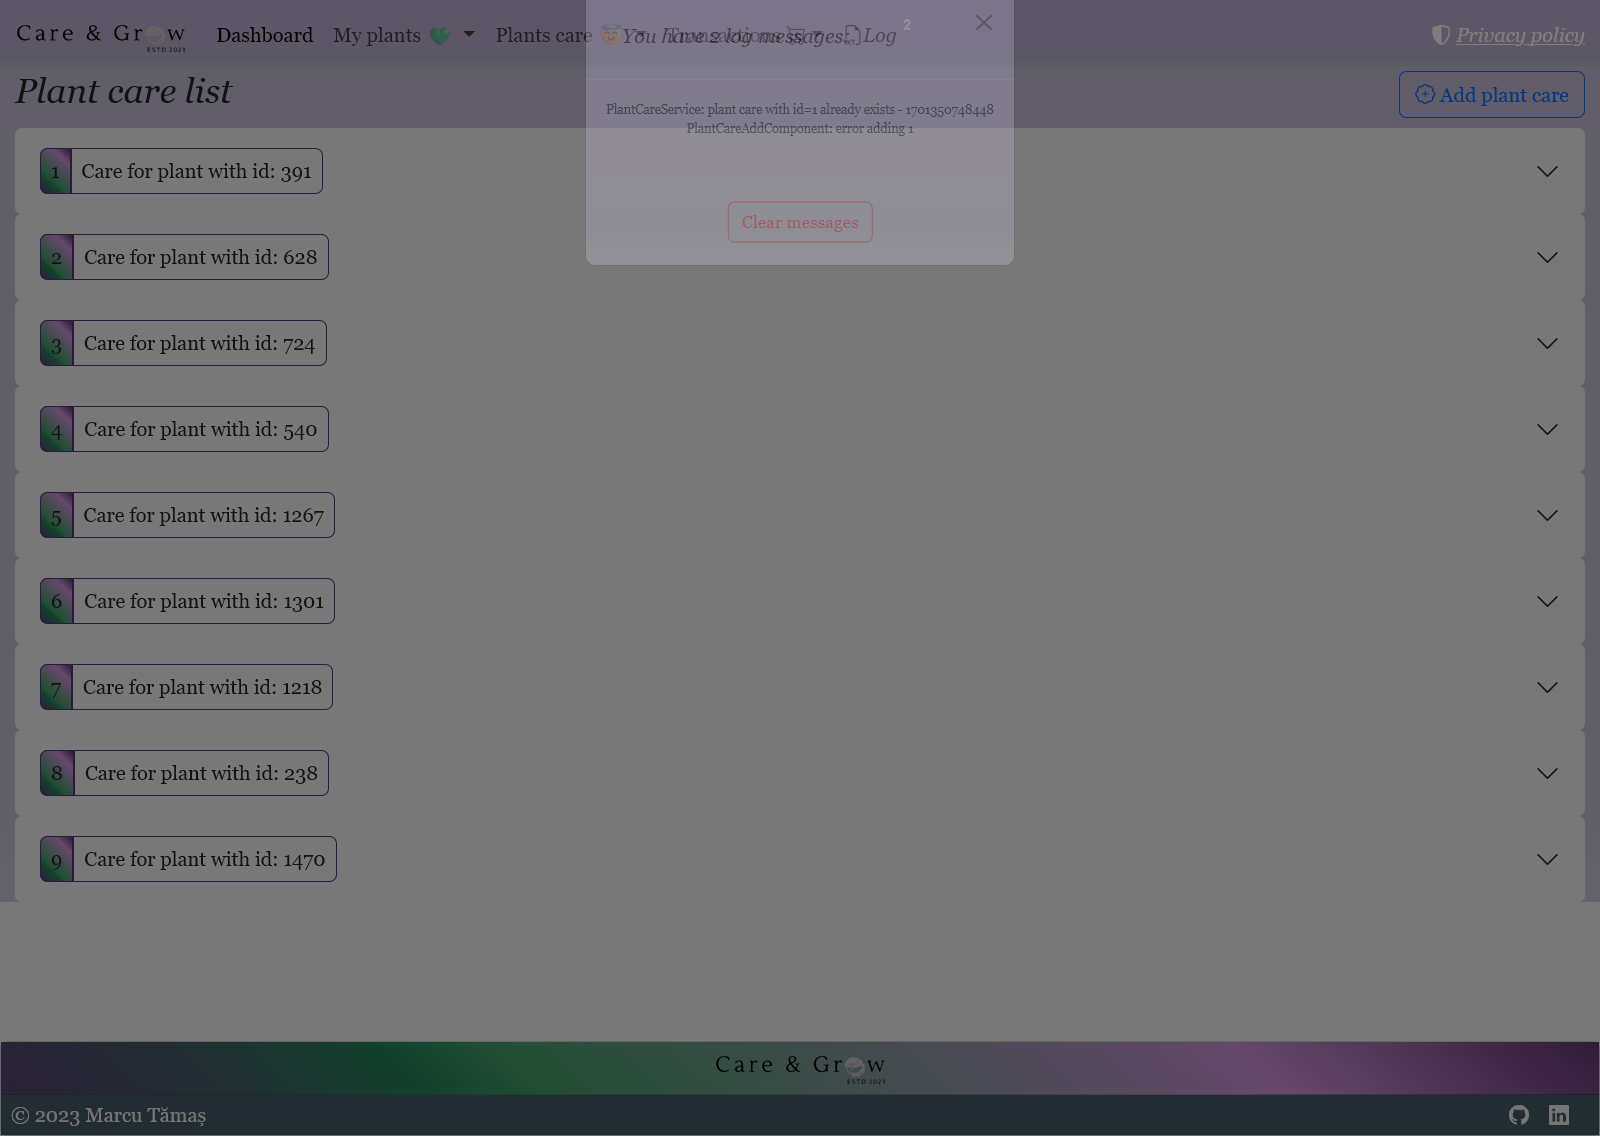 Care & Grow
ESTD 2023
Dashboard My plants Plants care Transactions Log 2 Privacy policy
You have 2 log messages:
Plant care list
Add plant care
PlantCareService: plant care with id=1 already exists - 1701350748448
PlantCareAddComponent: error adding 1
Clear messages
1 Care for plant with id: 391
2 Care for plant with id: 628
3 Care for plant with id: 724
4 Care for plant with id: 540
5 Care for plant with id: 1267
6 Care for plant with id: 1301
7 Care for plant with id: 1218
8 Care for plant with id: 238
9 Care for plant with id: 1470
Care & Grow
ESTD 2023
© 2023 Marcu Tămaș